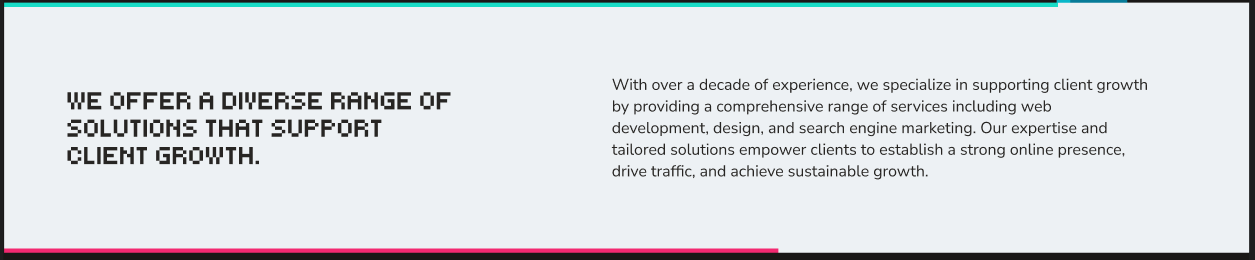 WE OFFER A DIVERSE RANGE OF
SOLUTIONS THAT SUPPORT
CLIENT GROWTH.
With over a decade of experience, we specialize in supporting client growth
by providing a comprehensive range of services including web
development, design, and search engine marketing. Our expertise and
tailored solutions empower clients to establish a strong online presence,
drive traffic, and achieve sustainable growth.